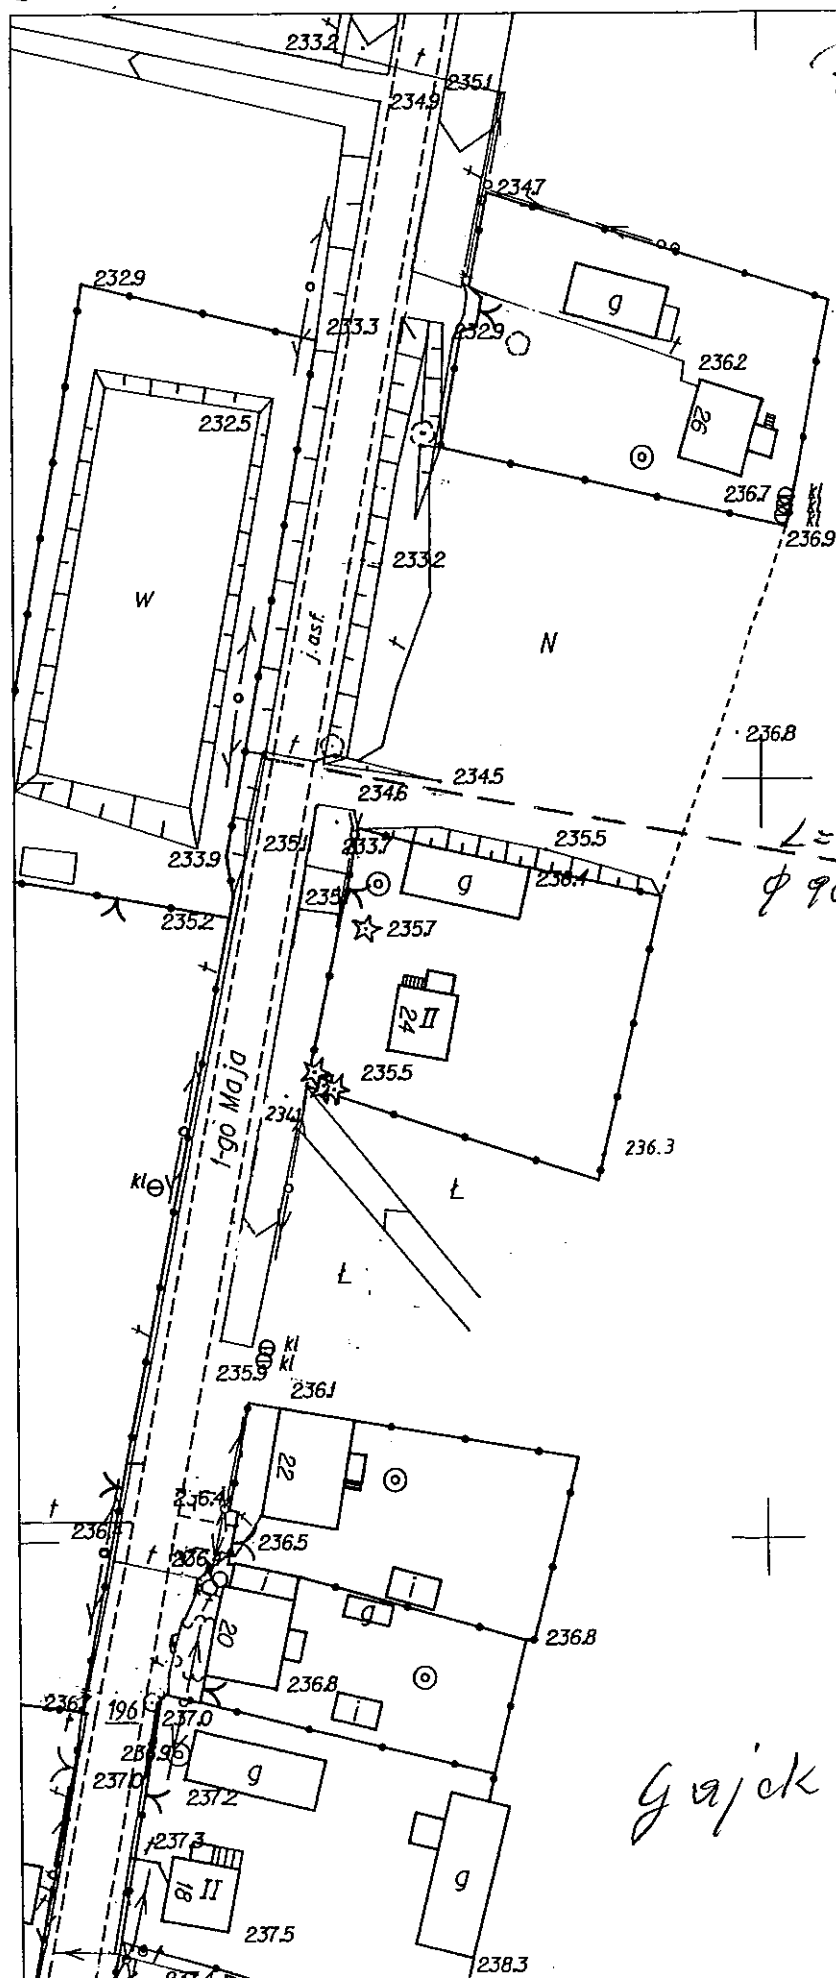 233.2
t
235.1
234.9
234.7
232.9
233.3
232.9
g
236.2
26
232.5
236.7
kl
kl
kl
236.9
233.2
j. asf.
W
t
N
236.8
t
234.5
234.6
L=
235.1
233.7
235.5
233.9
g
235.2
235.7
t
II
24
1-go Maja
235.5
234.1
236.3
kl
Ł
Ł
t
kl
kl
235.9
236.1
22
236.4
t
236.5
t
i
g
20
236.8
236.8
i
196
237.0
237.0
g
237.2
Gajek
t
237.3
II
18
g
237.5
238.3